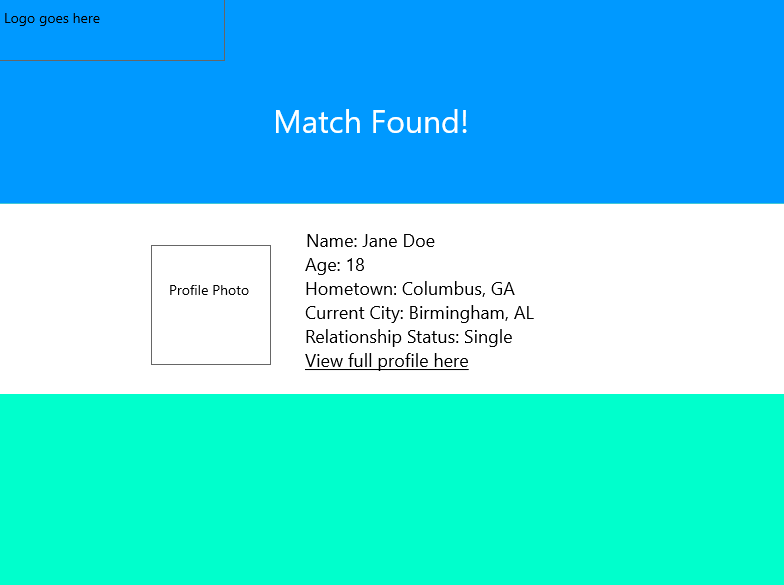 Logo goes here
Match Found!
Profile Photo
Name: Jane Doe
Age: 18
Hometown: Columbus, GA
Current City: Birmingham, AL
Relationship Status: Single
View full profile here